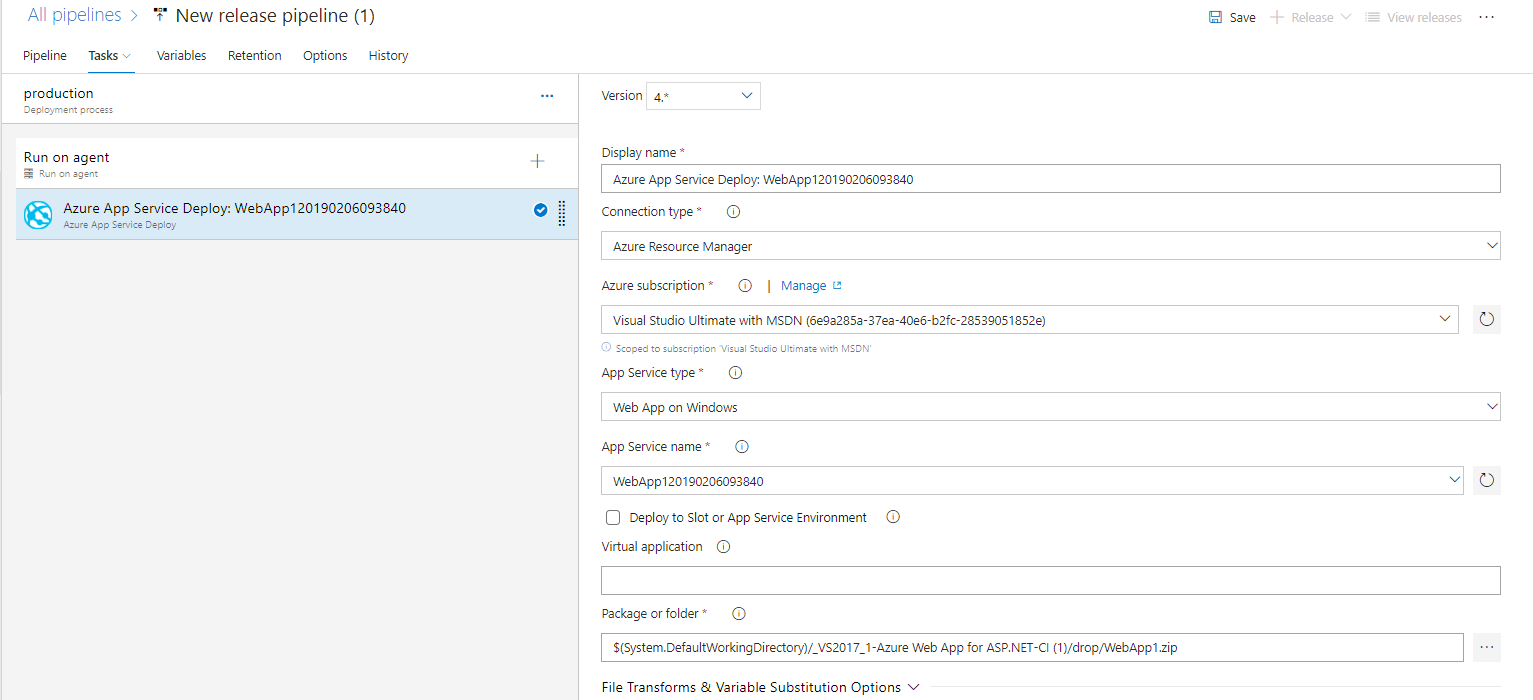 All pipelines > New release pipeline (1)
Save Release View releases ...
Pipeline Tasks Variables Retention Options History
production
Deployment process
Run on agent
Run on agent
Azure App Service Deploy: WebApp120190206093840
Azure App Service Deploy
Version 4.*
Display name *
Azure App Service Deploy: WebApp120190206093840
Connection type *
Azure Resource Manager
Azure subscription * | Manage
Visual Studio Ultimate with MSDN (6e9a285a-37ea-40e6-b2fc-28539051852e)
Scoped to subscription 'Visual Studio Ultimate with MSDN'
App Service type *
Web App on Windows
App Service name *
WebApp120190206093840
Deploy to Slot or App Service Environment
Virtual application
Package or folder *
$(System.DefaultWorkingDirectory)/_VS2017_1-Azure Web App for ASP.NET-CI (1)/drop/WebApp1.zip
File Transforms & Variable Substitution Options